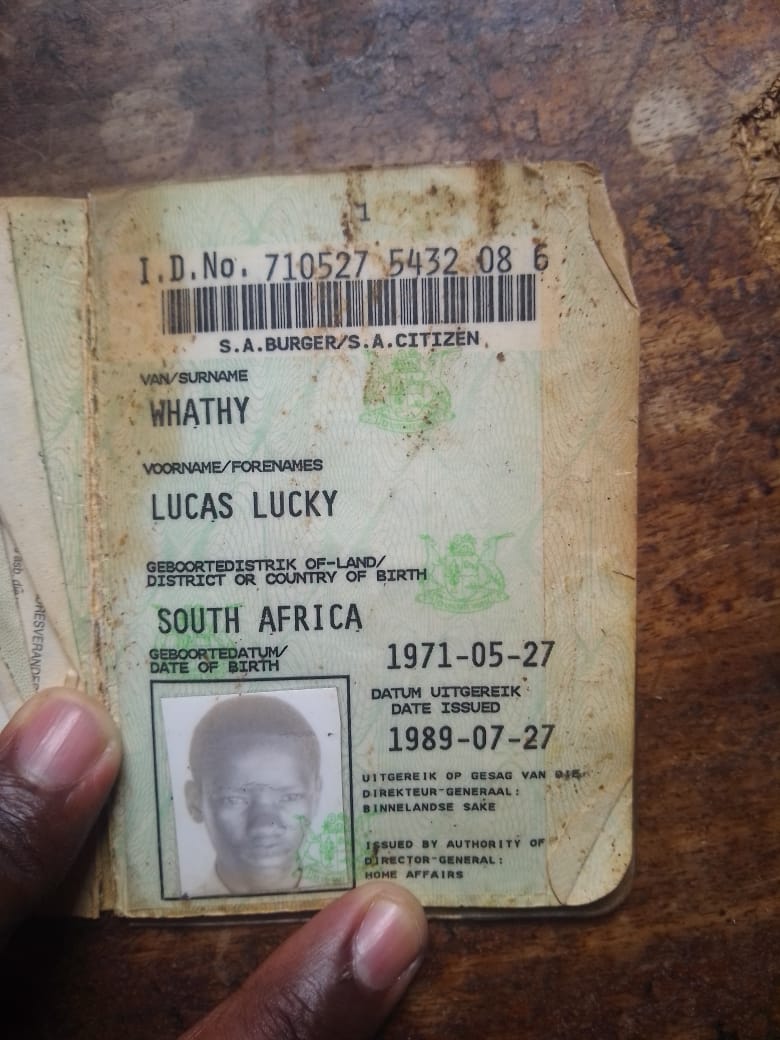 1
I.D.No. 710527 5432 08 6
S.A.BURGER/S.A.CITIZEN
VAN/SURNAME
WHATHY
VOORNAME/FORENAMES
LUCAS LUCKY
GEBOORTEDISTRIK OF-LAND/
DISTRICT OR COUNTRY OF BIRTH
SOUTH AFRICA
GEBOORTEDATUM/
DATE OF BIRTH
1971-05-27
DATUM UITGEREIK
DATE ISSUED
1989-07-27
UITGEREIK OP GESAG VAN DIE
DIREKTEUR-GENERAAL:
BINNELANDSE SAKE
ISSUED BY AUTHORITY OF
DIRECTOR-GENERAL:
HOME AFFAIRS